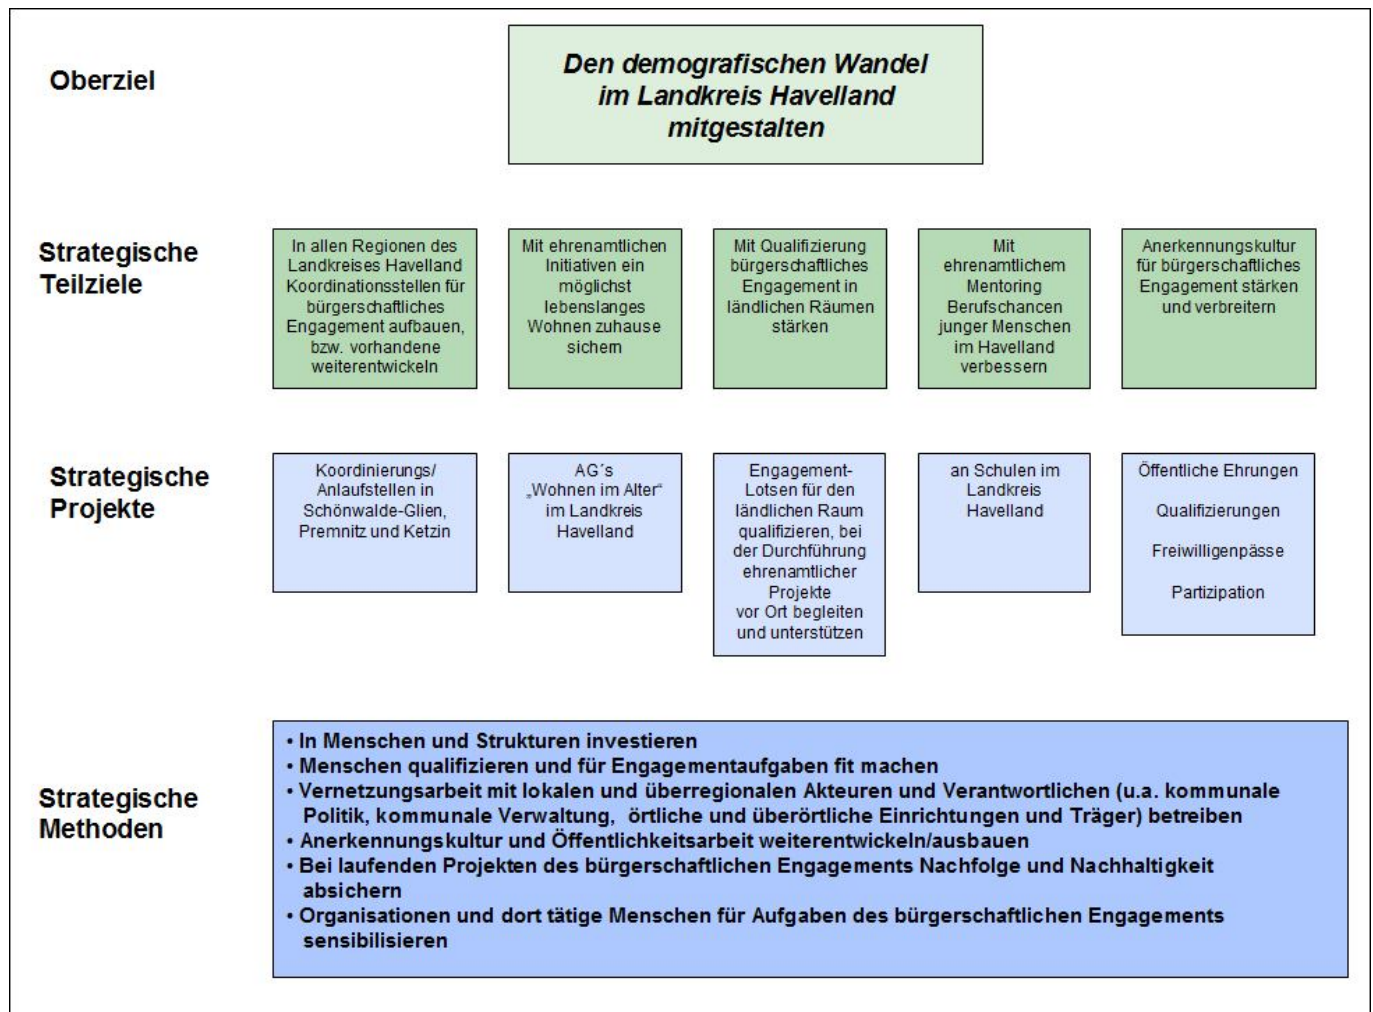 Oberziel
Den demografischen Wandel
im Landkreis Havelland
mitgestalten
Strategische
Teilziele
In allen Regionen des
Landkreises Havelland
Koordinationsstellen für
bürgerschaftliches
Engagement aufbauen,
bzw. vorhandene
weiterentwickeln
Mit ehrenamtlichen
Initiativen ein
möglichst
lebenslanges
Wohnen zuhause
sichern
Mit Qualifizierung
bürgerschaftliches
Engagement in
ländlichen Räumen
stärken
Mit
ehrenamtlichem
Mentoring
Berufschancen
junger Menschen
im Havelland
verbessern
Anerkennungskultur
für bürgerschaftliches
Engagement stärken
und verbreitern
Strategische
Projekte
Koordinierungs/
Anlaufstellen in
Schönwalde-Glien,
Premnitz und Ketzin
AG´s
„Wohnen im Alter“
im Landkreis
Havelland
Engagement-
Lotsen für den
ländlichen Raum
qualifizieren, bei
der Durchführung
ehrenamtlicher
Projekte
vor Ort begleiten
und unterstützen
an Schulen im
Landkreis
Havelland
Öffentliche Ehrungen
Qualifizierungen
Freiwilligenpässe
Partizipation
Strategische
Methoden
• In Menschen und Strukturen investieren
• Menschen qualifizieren und für Engagementaufgaben fit machen
• Vernetzungsarbeit mit lokalen und überregionalen Akteuren und Verantwortlichen (u.a. kommunale
Politik, kommunale Verwaltung, örtliche und überörtliche Einrichtungen und Träger) betreiben
• Anerkennungskultur und Öffentlichkeitsarbeit weiterentwickeln/ausbauen
• Bei laufenden Projekten des bürgerschaftlichen Engagements Nachfolge und Nachhaltigkeit
absichern
• Organisationen und dort tätige Menschen für Aufgaben des bürgerschaftlichen Engagements
sensibilisieren